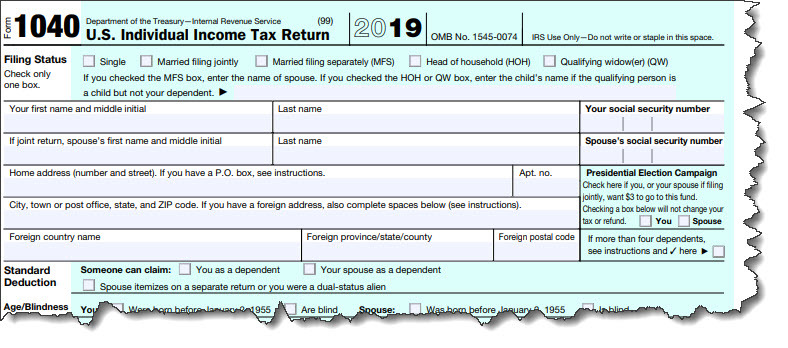 Form 1040 Department of the Treasury—Internal Revenue Service (99) U.S. Individual Income Tax Return 2019 OMB No. 1545-0074 IRS Use Only—Do not write or staple in this space.
Filing Status Single Married filing jointly Married filing separately (MFS) Head of household (HOH) Qualifying widow(er) (QW)
Check only one box.
If you checked the MFS box, enter the name of spouse. If you checked the HOH or QW box, enter the child's name if the qualifying person is
a child but not your dependent. ►
Your first name and middle initial Last name Your social security number
If joint return, spouse's first name and middle initial Last name Spouse's social security number
Home address (number and street). If you have a P.O. box, see instructions. Apt. no.
Presidential Election Campaign
Check here if you, or your spouse if filing
jointly, want $3 to go to this fund.
Checking a box below will not change your
tax or refund. You Spouse
City, town or post office, state, and ZIP code. If you have a foreign address, also complete spaces below (see instructions).
Foreign country name Foreign province/state/county Foreign postal code
If more than four dependents,
see instructions and ✓ here ►
Standard Deduction
Someone can claim: You as a dependent Your spouse as a dependent
Spouse itemizes on a separate return or you were a dual-status alien
Age/Blindness You Were born before January 2, 1955 Are blind Spouse: Was born before January 2, 1955 Is blind